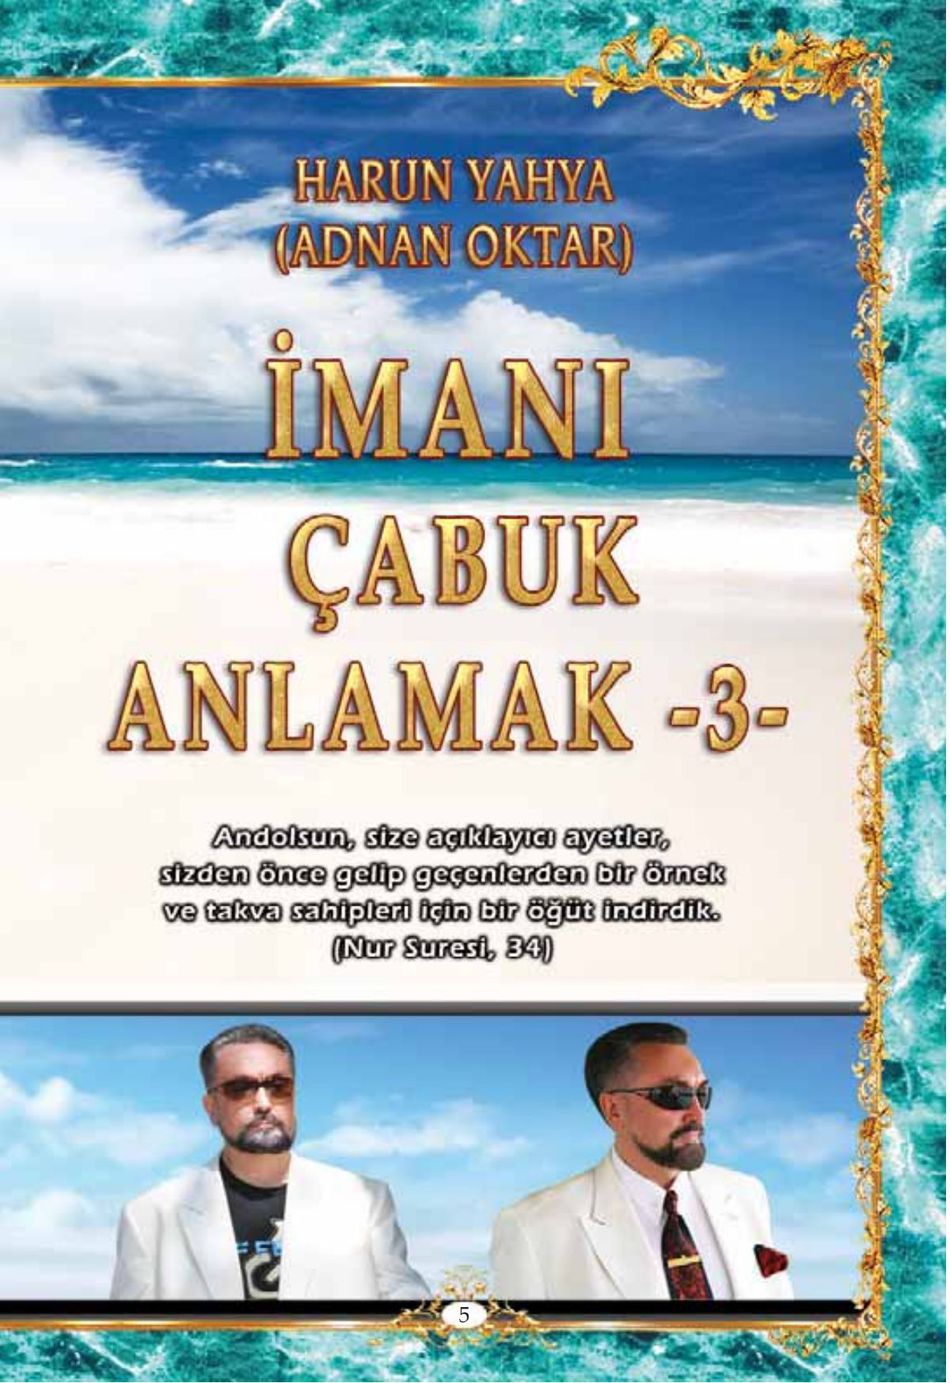 HARUN YAHYA
(ADNAN OKTAR)
İMANI
ÇABUK
ANLAMAK -3-
Andolsun, size açıklayıcı ayetler,
sizden önce gelip geçenlerden bir örnek
ve takva sahipleri için bir öğüt indirdik.
(Nur Suresi, 34)
5